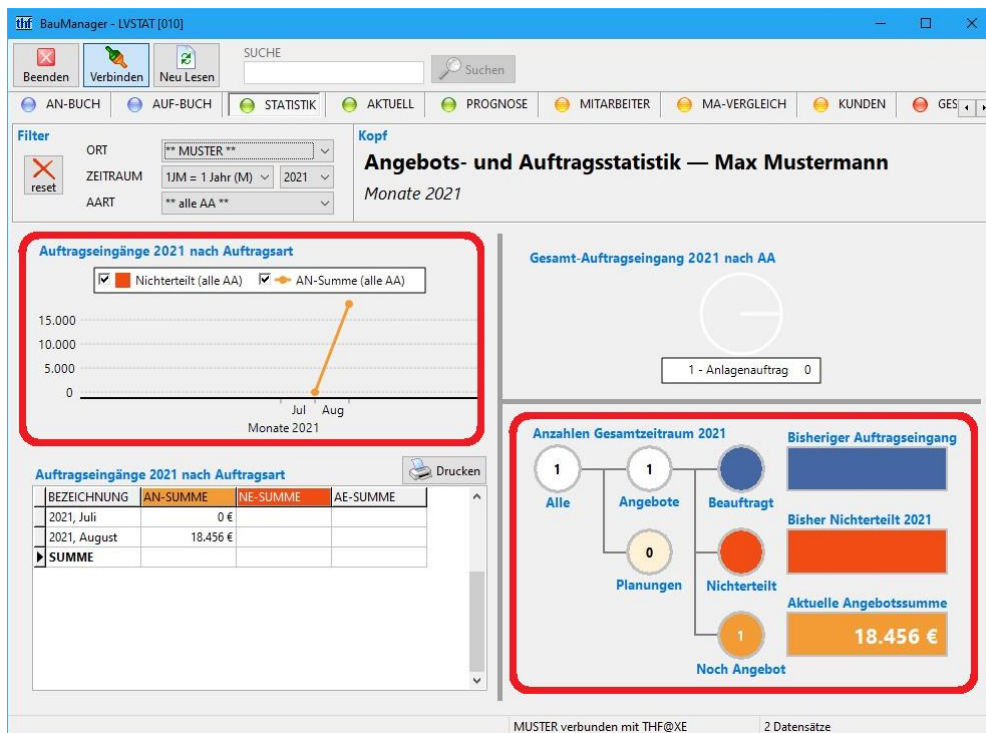 thf BauManager - LVSTAT [010]
Beenden Verbinden Neu Lesen
SUCHE
Suchen
AN-BUCH AUF-BUCH STATISTIK AKTUELL PROGNOSE MITARBEITER MA-VERGLEICH KUNDEN GES
Filter
reset
ORT ** MUSTER **
ZEITRAUM 1JM = 1 Jahr (M) 2021
AART ** alle AA **
Kopf
Angebots- und Auftragsstatistik — Max Mustermann
Monate 2021
Auftragseingänge 2021 nach Auftragsart
Nichterteilt (alle AA) AN-Summe (alle AA)
15.000
10.000
5.000
0
Jul Aug
Monate 2021
Gesamt-Auftragseingang 2021 nach AA
1 - Anlagenauftrag 0
Auftragseingänge 2021 nach Auftragsart
Drucken
BEZEICHNUNG AN-SUMME NE-SUMME AE-SUMME
2021, Juli 0 €
2021, August 18.456 €
SUMME
Anzahlen Gesamtzeitraum 2021
1 1
Alle Angebote Beauftragt
0
Planungen Nichterteilt
1
Noch Angebot
Bisheriger Auftragseingang
Bisher Nichterteilt 2021
Aktuelle Angebotssumme
18.456 €
MUSTER verbunden mit THF@XE 2 Datensätze